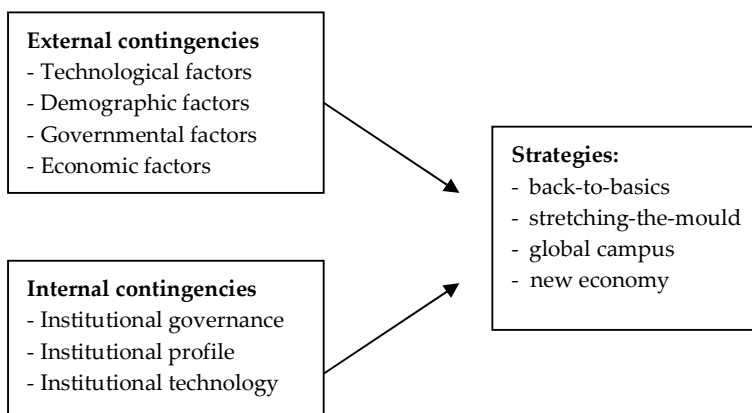 External contingencies
- Technological factors
- Demographic factors
- Governmental factors
- Economic factors
Strategies:
- back-to-basics
- stretching-the-mould
- global campus
- new economy
Internal contingencies
- Institutional governance
- Institutional profile
- Institutional technology